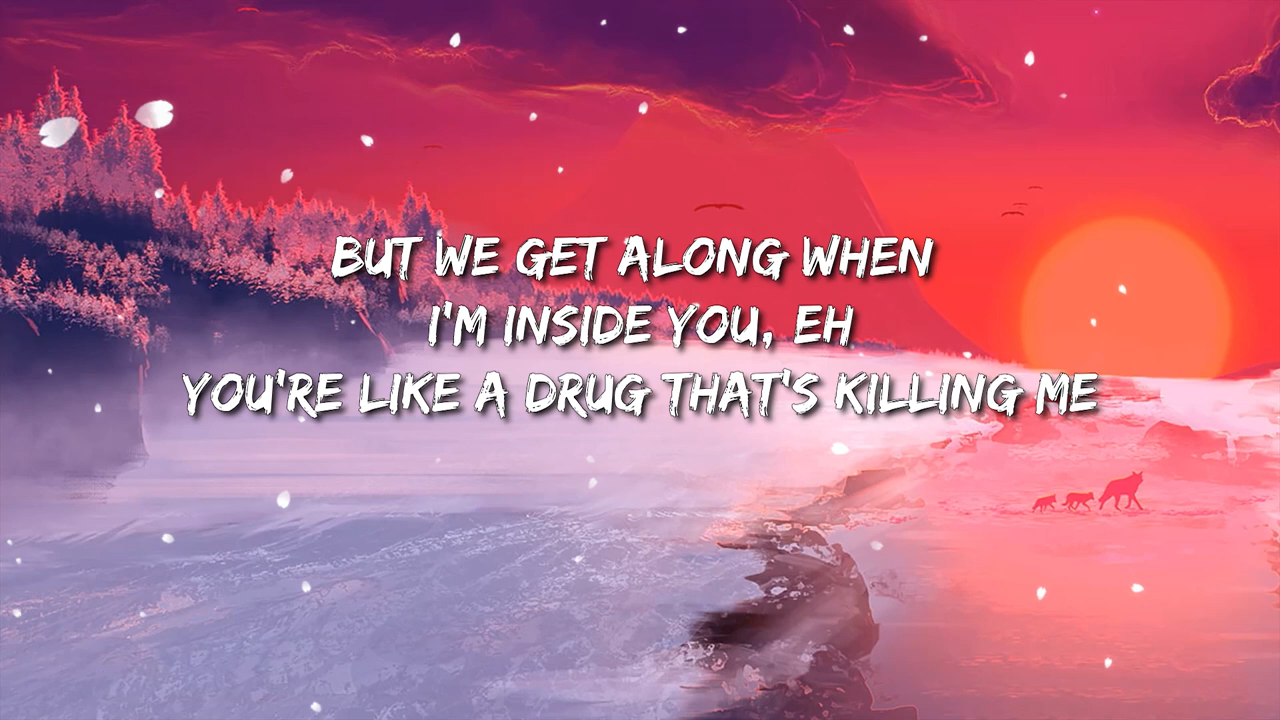 BUT WE GET ALONG WHEN
I'M INSIDE YOU, EH
YOU'RE LIKE A DRUG THAT'S KILLING ME